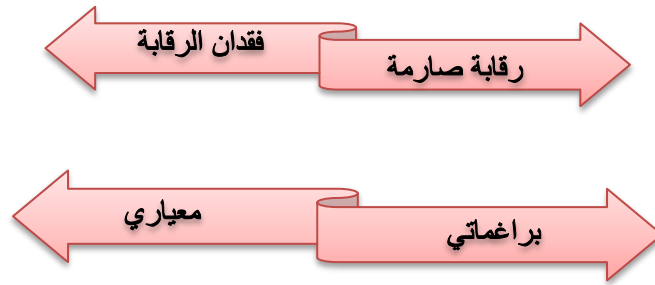 رقابة صارمة
فقدان الرقابة
براغماتي
معياري